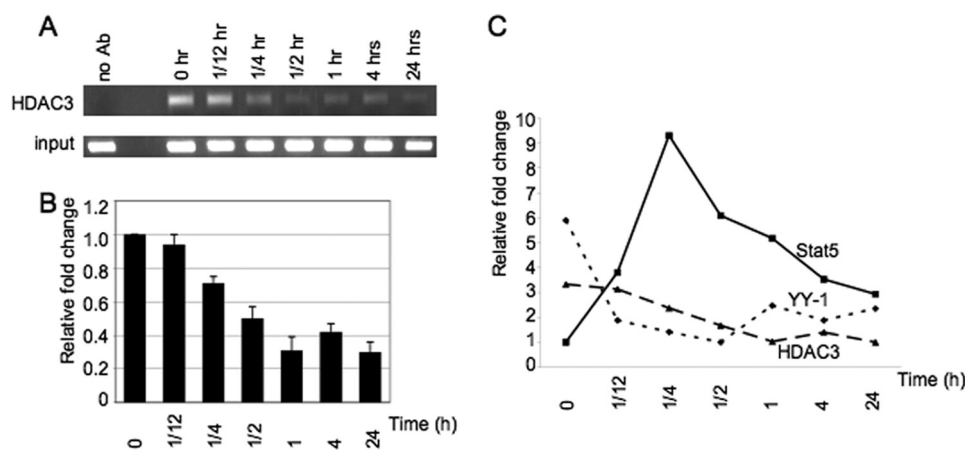 A
no Ab
0 hr
1/12 hr
1/4 hr
1/2 hr
1 hr
4 hrs
24 hrs
HDAC3
input
B
Relative fold change
1.2
1.0
0.8
0.6
0.4
0.2
0
0
1/12
1/4
1/2
1
4
24
Time (h)
C
Relative fold change
10
9
8
7
6
5
4
3
2
1
0
Stat5
YY-1
HDAC3
0
1/12
1/4
1/2
1
4
24
Time (h)